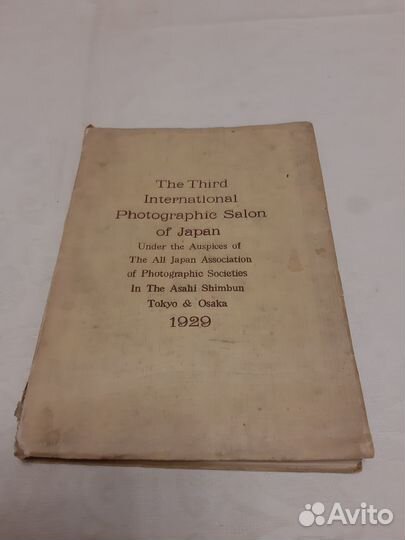 The Third
International
Photographic Salon
of Japan
Under the Auspices of
The All Japan Association
of Photographic Societies
In The Asahi Shimbun
Tokyo & Osaka
1929
Avito